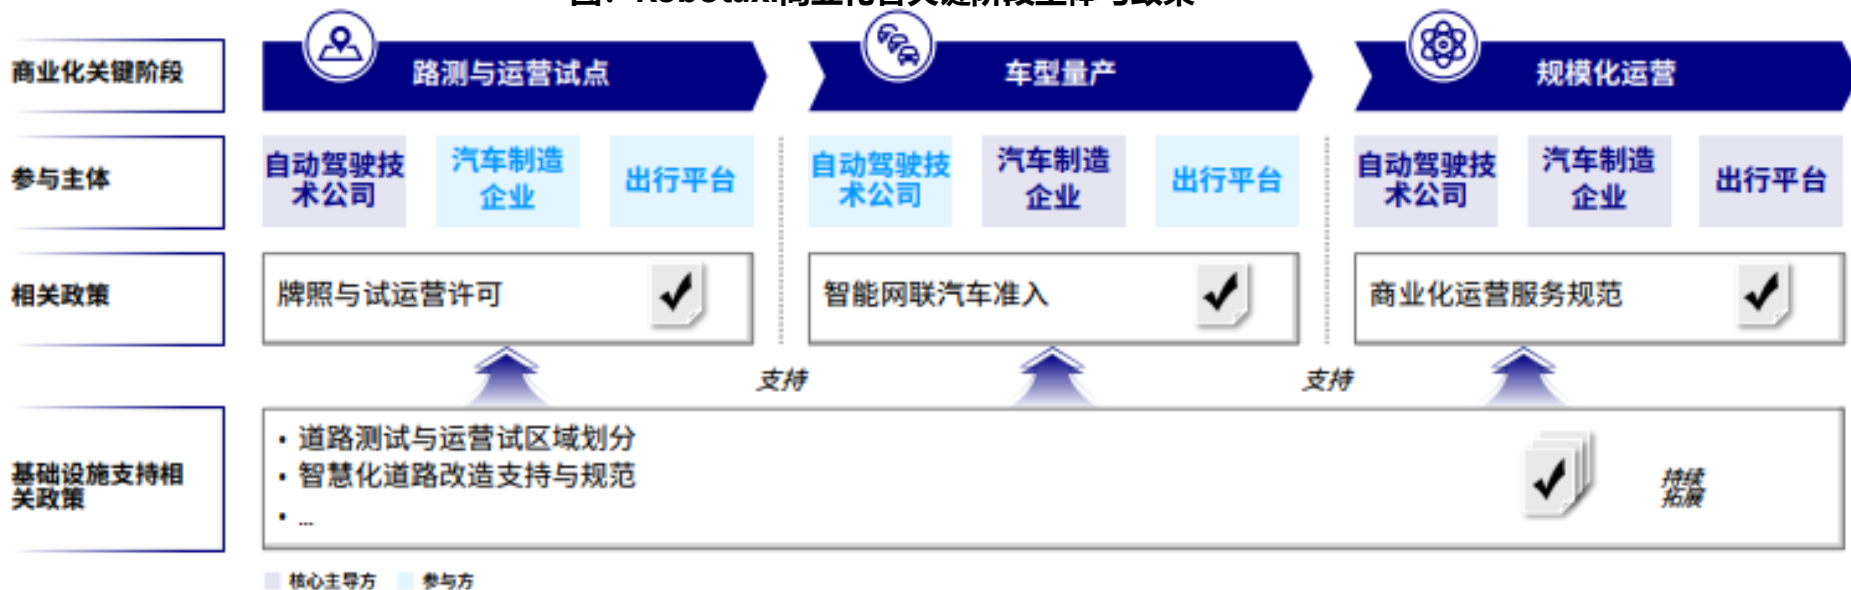 商业化关键阶段
路测与运营试点
车型量产
规模化运营
参与主体
自动驾驶技
术公司
汽车制造
企业
出行平台
自动驾驶技
术公司
汽车制造
企业
出行平台
自动驾驶技
术公司
汽车制造
企业
出行平台
相关政策
牌照与试运营许可
智能网联汽车准入
商业化运营服务规范
支持
支持
基础设施支持相
关政策
• 道路测试与运营试区域划分
• 智慧化道路改造支持与规范
• ...
持续
拓展
核心主导方
参与方